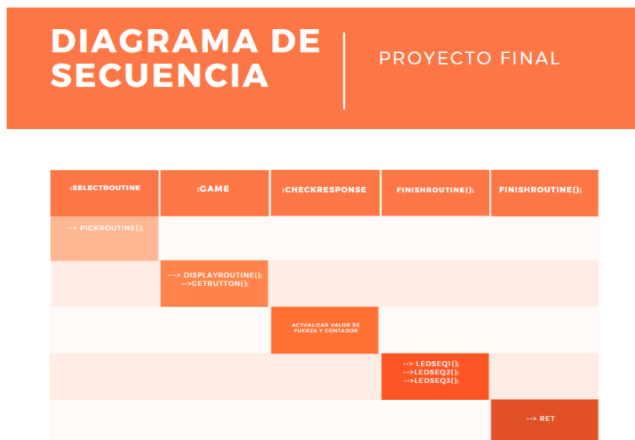 DIAGRAMA DE
SECUENCIA
PROYECTO FINAL
:SELECTROUTINE
:GAME
:CHECKRESPONSE
FINISHROUTINE();
FINISHROUTINE();
--> PICKROUTINE();
---> DISPLAYROUTINE();
-->GETBUTTON();
ACTUALIZAR VALOR DE
FUERZA Y CONTADOR
--> LEDSEQ1();
-->LEDSEQ2();
-->LEDSEQ3();
--> RET